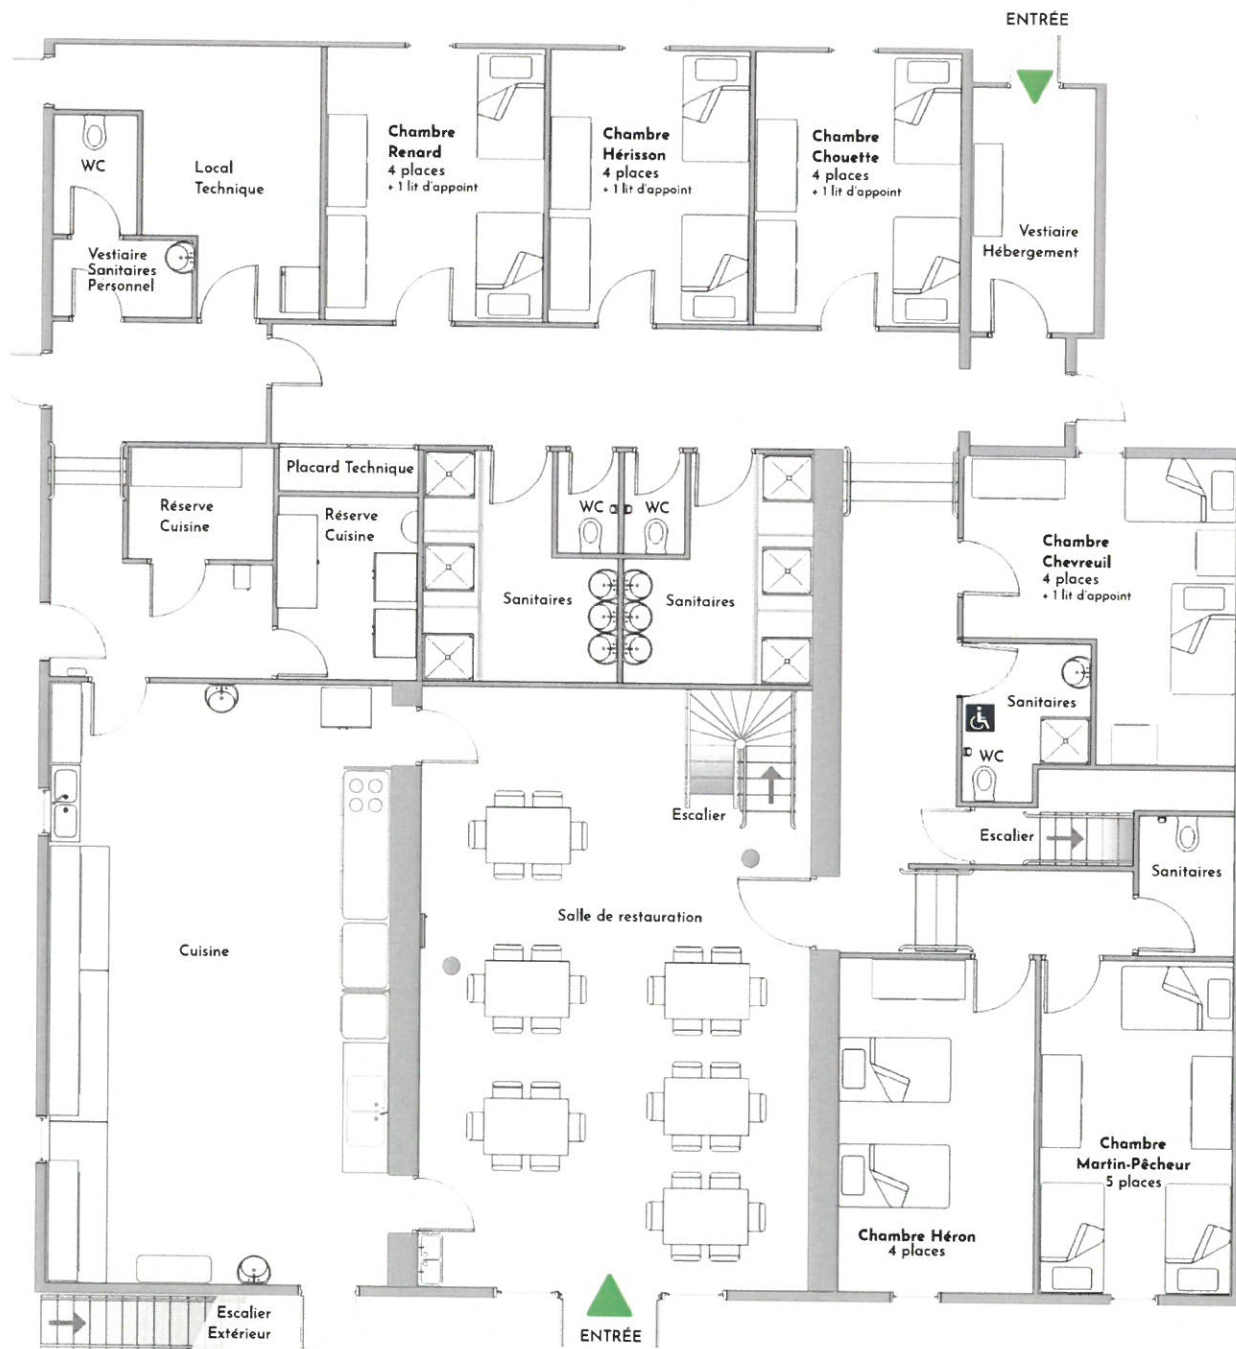 ENTRÉE
Chambre
Renard
4 places
+ 1 lit d'appoint
Chambre
Hérisson
4 places
+ 1 lit d'appoint
Chambre
Chouette
4 places
+ 1 lit d'appoint
WC
Local
Technique
Vestiaire
Hébergement
Vestiaire
Sanitaires
Personnel
Placard Technique
Réserve
Cuisine
Réserve
Cuisine
WC
WC
Chambre
Chevreuil
4 places
+ 1 lit d'appoint
Sanitaires
Sanitaires
Sanitaires
WC
Escalier
Escalier
Sanitaires
Salle de restauration
Cuisine
Chambre
Martin-Pêcheur
5 places
Chambre Héron
4 places
Escalier
Extérieur
ENTRÉE